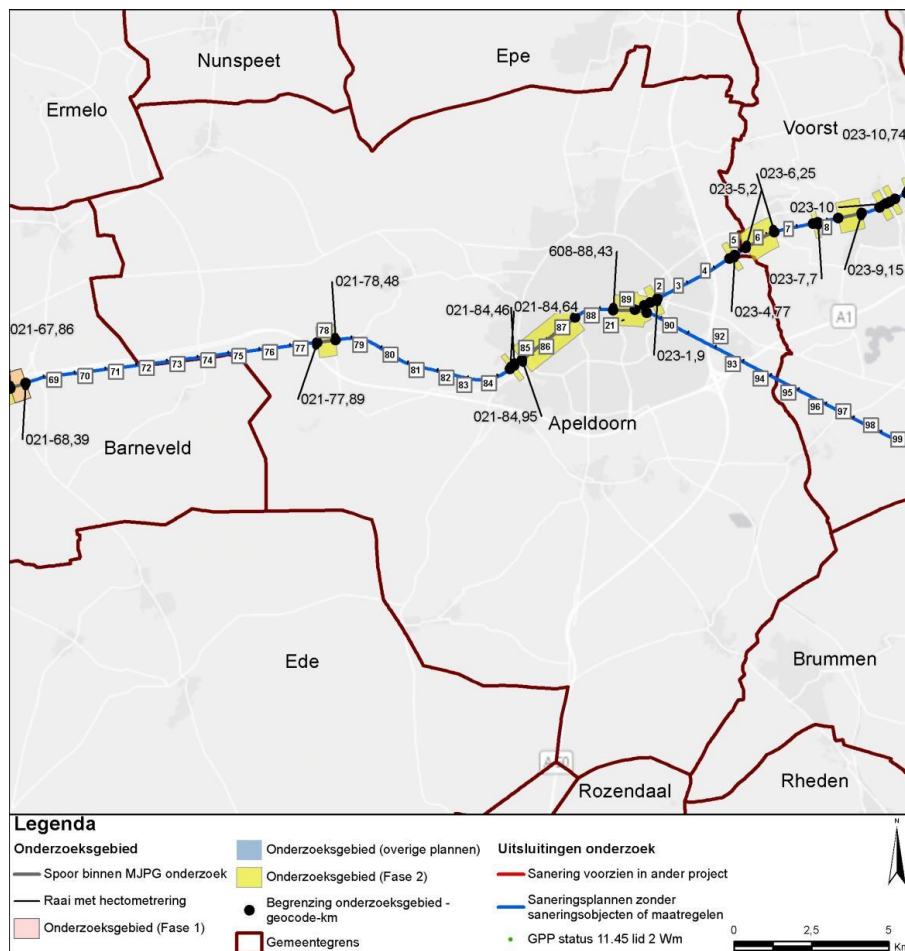 Nunspeet
Epe
Ermelo
Voorst
023-10,74
023-6,25
023-5,2
023-10
5
6
7
8
608-88,43
4
023-7,7
023-9,15
021-78,48
2
3
89
023-4,77
A1
021-67,86
021-84,46
021-84,64
87
88
21
78
90
92
85
86
77
79
76
75
74
73
72
71
70
69
80
81
82
83
84
023-1,9
93
94
95
96
97
98
99
021-77,89
021-84,95
Apeldoorn
021-68,39
Barneveld
Ede
Brummen
Rheden
Rozendaal
Legenda
Onderzoeksgebied
Spoor binnen MJPG onderzoek
Raai met hectometrering
Onderzoeksgebied (Fase 1)
Onderzoeksgebied (overige plannen)
Onderzoeksgebied (Fase 2)
Begrenzing onderzoeksgebied -
geocode-km
Gemeentegrens
Uitsluitingen onderzoek
Sanering voorzien in ander project
Saneringsplannen zonder
saneringsobjecten of maatregelen
GPP status 11.45 lid 2 Wm
N
0 2,5 5